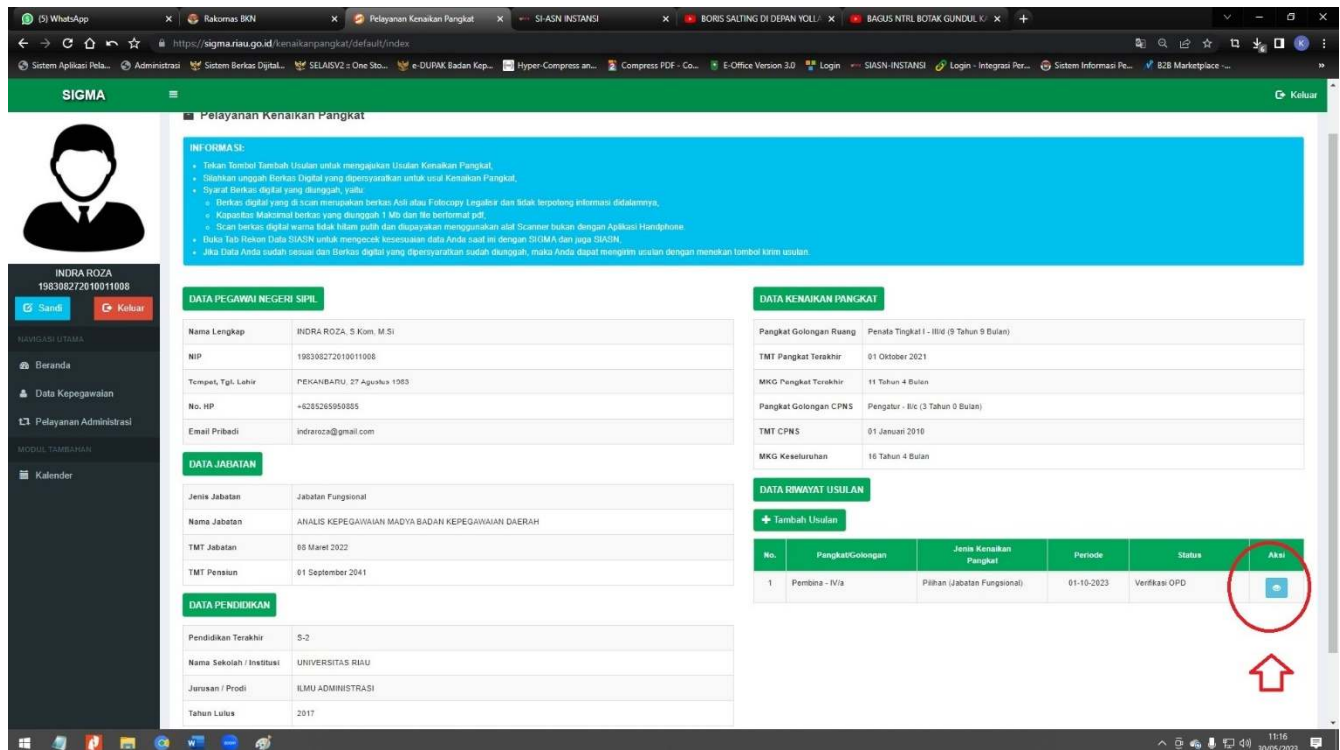 (5) WhatsApp
Rakornas BKN
Pelayanan Kenaikan Pangkat
SI-ASN INSTANSI
BORIS SALTING DI DEPAN YOLLA
BAGUS NTRL BOTAK GUNDUL K
https://sigma.riau.go.id/kenaikanpangkat/default/index
Sistem Aplikasi Pela...
Administrasi
Sistem Berkas Dijital...
SELAISV2 :: One Sto...
e-DUPAK Badan Kep...
Hyper-Compress an...
Compress PDF - Co...
E-Office Version 3.0
Login
SIASN-INSTANSI
Login - Integrasi Per...
Sistem Informasi Pe...
B2B Marketplace -...
SIGMA
Keluar
Pelayanan Kenaikan Pangkat
INFORMASI:
Tekan Tombol Tambah Usulan untuk mengajukan Usulan Kenaikan Pangkat,
Silahkan unggah Berkas Digital yang dipersyaratkan untuk usul Kenaikan Pangkat,
Syarat Berkas digital yang diunggah, yaitu:
Berkas digital yang di scan merupakan berkas Asli atau Fotocopy Legalisir dan tidak terpotong informasi didalamnya,
Kapasitas Maksimal berkas yang diunggah 1 Mb dan file berformat pdf,
Scan berkas digital warna tidak hitam putih dan diupayakan menggunakan alat Scanner bukan dengan Aplikasi Handphone.
Buka Tab Rekon Data SIASN untuk mengecek kesesuaian data Anda saat ini dengan SIGMA dan juga SIASN,
Jika Data Anda sudah sesuai dan Berkas digital yang dipersyaratkan sudah diunggah, maka Anda dapat mengirim usulan dengan menekan tombol kirim usulan.
INDRA ROZA
198308272010011008
Sandi
Keluar
NAVIGASI UTAMA
Beranda
Data Kepegawaian
Pelayanan Administrasi
MODUL TAMBAHAN
Kalender
DATA PEGAWAI NEGERI SIPIL
Nama Lengkap INDRA ROZA, S.Kom, M.Si
NIP 198308272010011008
Tempat, Tgl. Lahir PEKANBARU, 27 Agustus 1983
No. HP +6285265950885
Email Pribadi indraroza@gmail.com
DATA JABATAN
Jenis Jabatan Jabatan Fungsional
Nama Jabatan ANALIS KEPEGAWAIAN MADYA BADAN KEPEGAWAIAN DAERAH
TMT Jabatan 08 Maret 2022
TMT Pensiun 01 September 2041
DATA PENDIDIKAN
Pendidikan Terakhir S-2
Nama Sekolah / Institusi UNIVERSITAS RIAU
Jurusan / Prodi ILMU ADMINISTRASI
Tahun Lulus 2017
DATA KENAIKAN PANGKAT
Pangkat Golongan Ruang Penata Tingkat I - III/d (9 Tahun 9 Bulan)
TMT Pangkat Terakhir 01 Oktober 2021
MKG Pangkat Terakhir 11 Tahun 4 Bulan
Pangkat Golongan CPNS Pengatur - II/c (3 Tahun 0 Bulan)
TMT CPNS 01 Januari 2010
MKG Keseluruhan 16 Tahun 4 Bulan
DATA RIWAYAT USULAN
Tambah Usulan
No. Pangkat/Golongan Jenis Kenaikan Pangkat Periode Status Aksi
1 Pembina - IV/a Pilihan (Jabatan Fungsional) 01-10-2023 Verifikasi OPD
11:16
30/05/2023